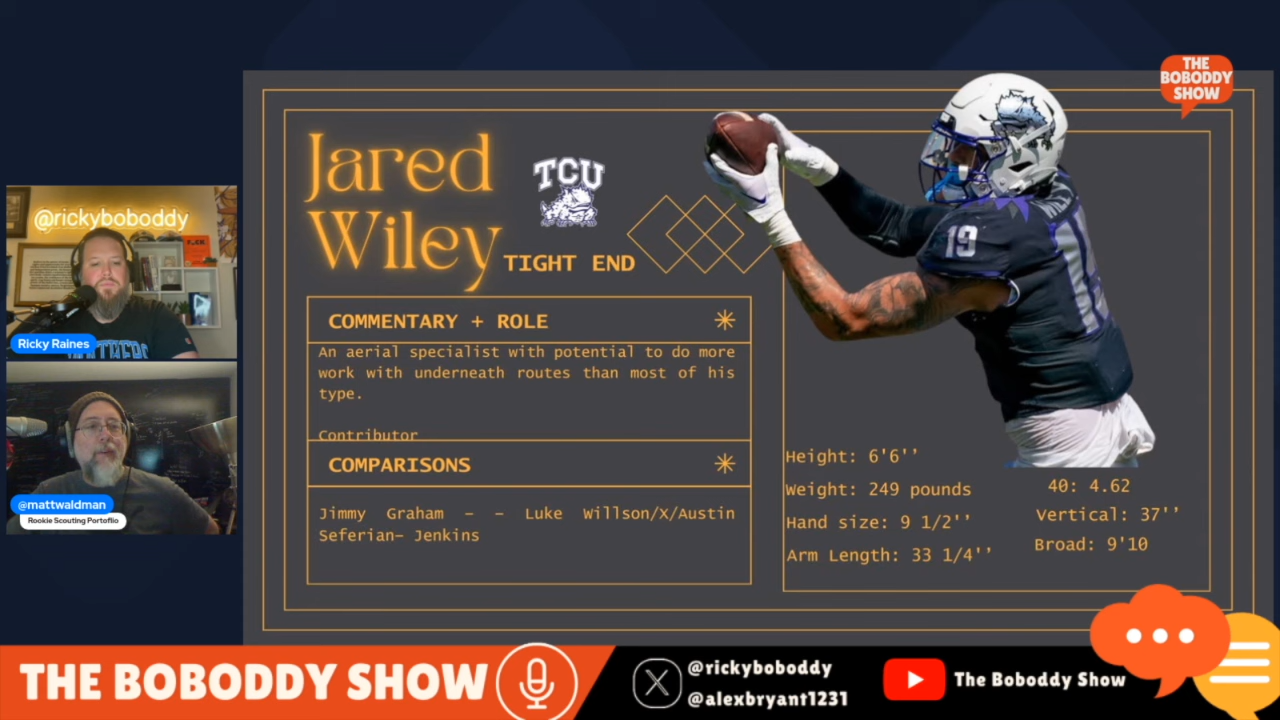 THE
BOBODDY
SHOW
Jared
Wiley
TCU
TIGHT END
19
@rickyboboddy
Ricky Raines
@mattwaldman
Rookie Scouting Portoflio
COMMENTARY + ROLE
An aerial specialist with potential to do more
work with underneath routes than most of his
type.
Contributor
COMPARISONS
Jimmy Graham – – Luke Willson/X/Austin
Seferian– Jenkins
Height: 6'6''
Weight: 249 pounds
Hand size: 9 1/2''
Arm Length: 33 1/4''
40: 4.62
Vertical: 37''
Broad: 9'10
THE BOBODDY SHOW
@rickyboboddy
@alexbryant1231
The Boboddy Show